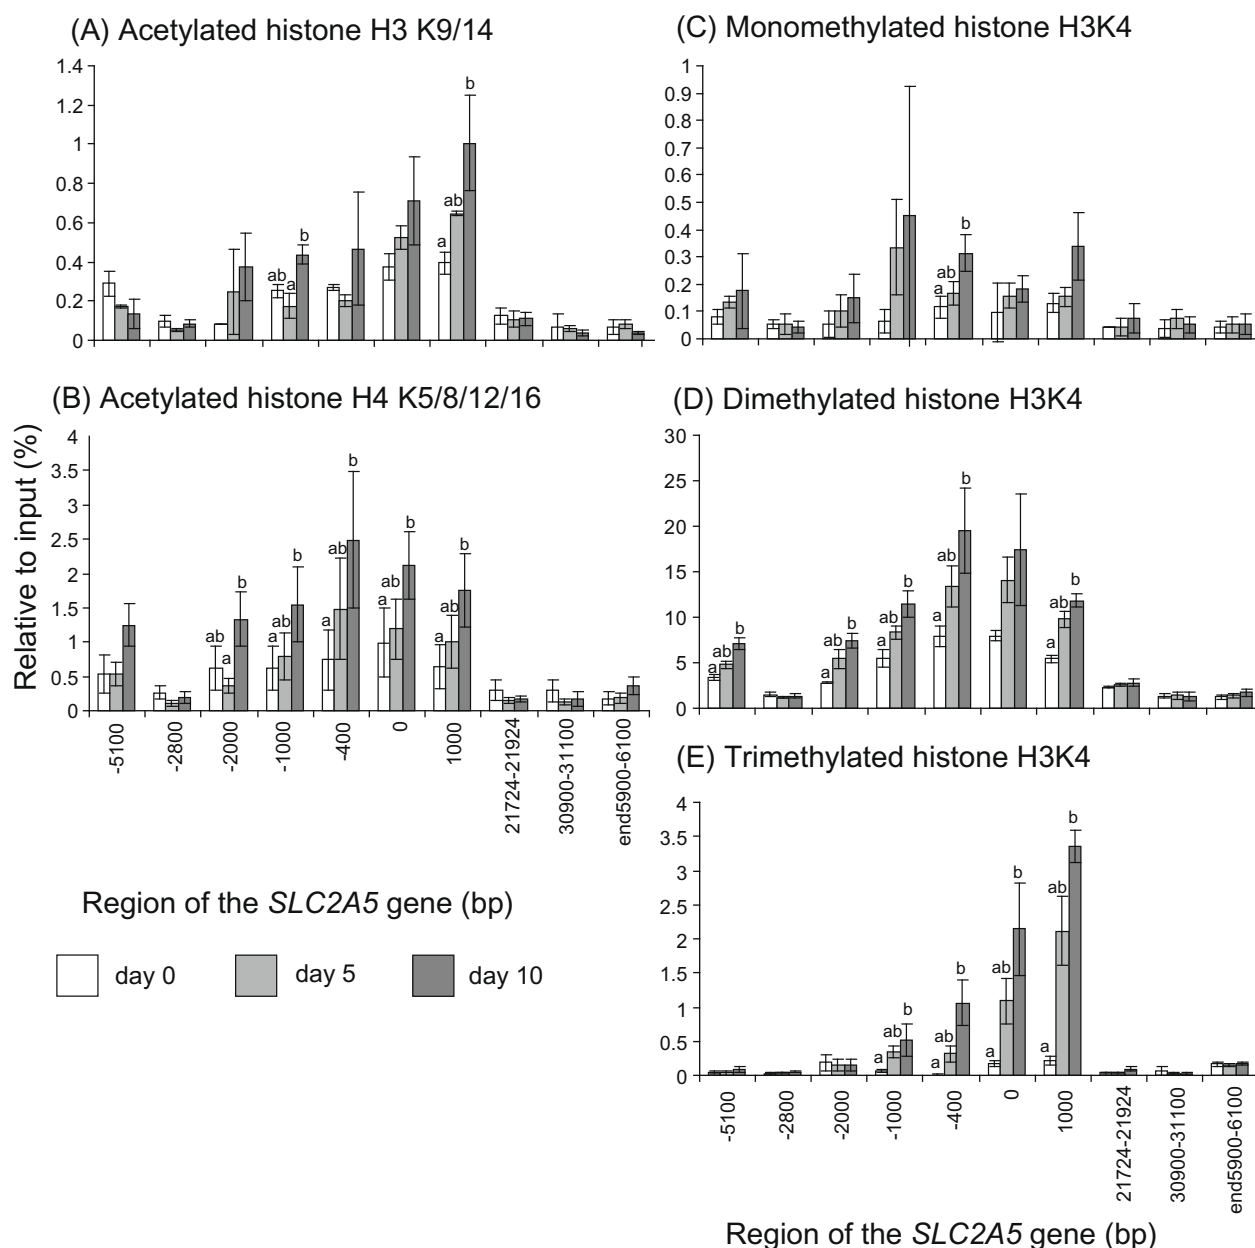 (A) Acetylated histone H3 K9/14
1.4
1.2
1
0.8
0.6
0.4
0.2
0
ab
a
b
a
ab
b
(B) Acetylated histone H4 K5/8/12/16
Relative to input (%)
4
3.5
3
2.5
2
1.5
1
0.5
0
ab
a
b
a
ab
b
a
ab
b
a
ab
b
a
ab
b
-5100
-2800
-2000
-1000
-400
0
1000
21724-21924
30900-31100
end5900-6100
Region of the SLC2A5 gene (bp)
day 0
day 5
day 10
(C) Monomethylated histone H3K4
1
0.9
0.8
0.7
0.6
0.5
0.4
0.3
0.2
0.1
0
a
ab
b
(D) Dimethylated histone H3K4
30
25
20
15
10
5
0
a
ab
b
a
ab
b
a
ab
b
a
ab
b
a
ab
b
(E) Trimethylated histone H3K4
4
3.5
3
2.5
2
1.5
1
0.5
0
a
ab
b
a
ab
b
a
ab
b
a
ab
b
-5100
-2800
-2000
-1000
-400
0
1000
21724-21924
30900-31100
end5900-6100
Region of the SLC2A5 gene (bp)